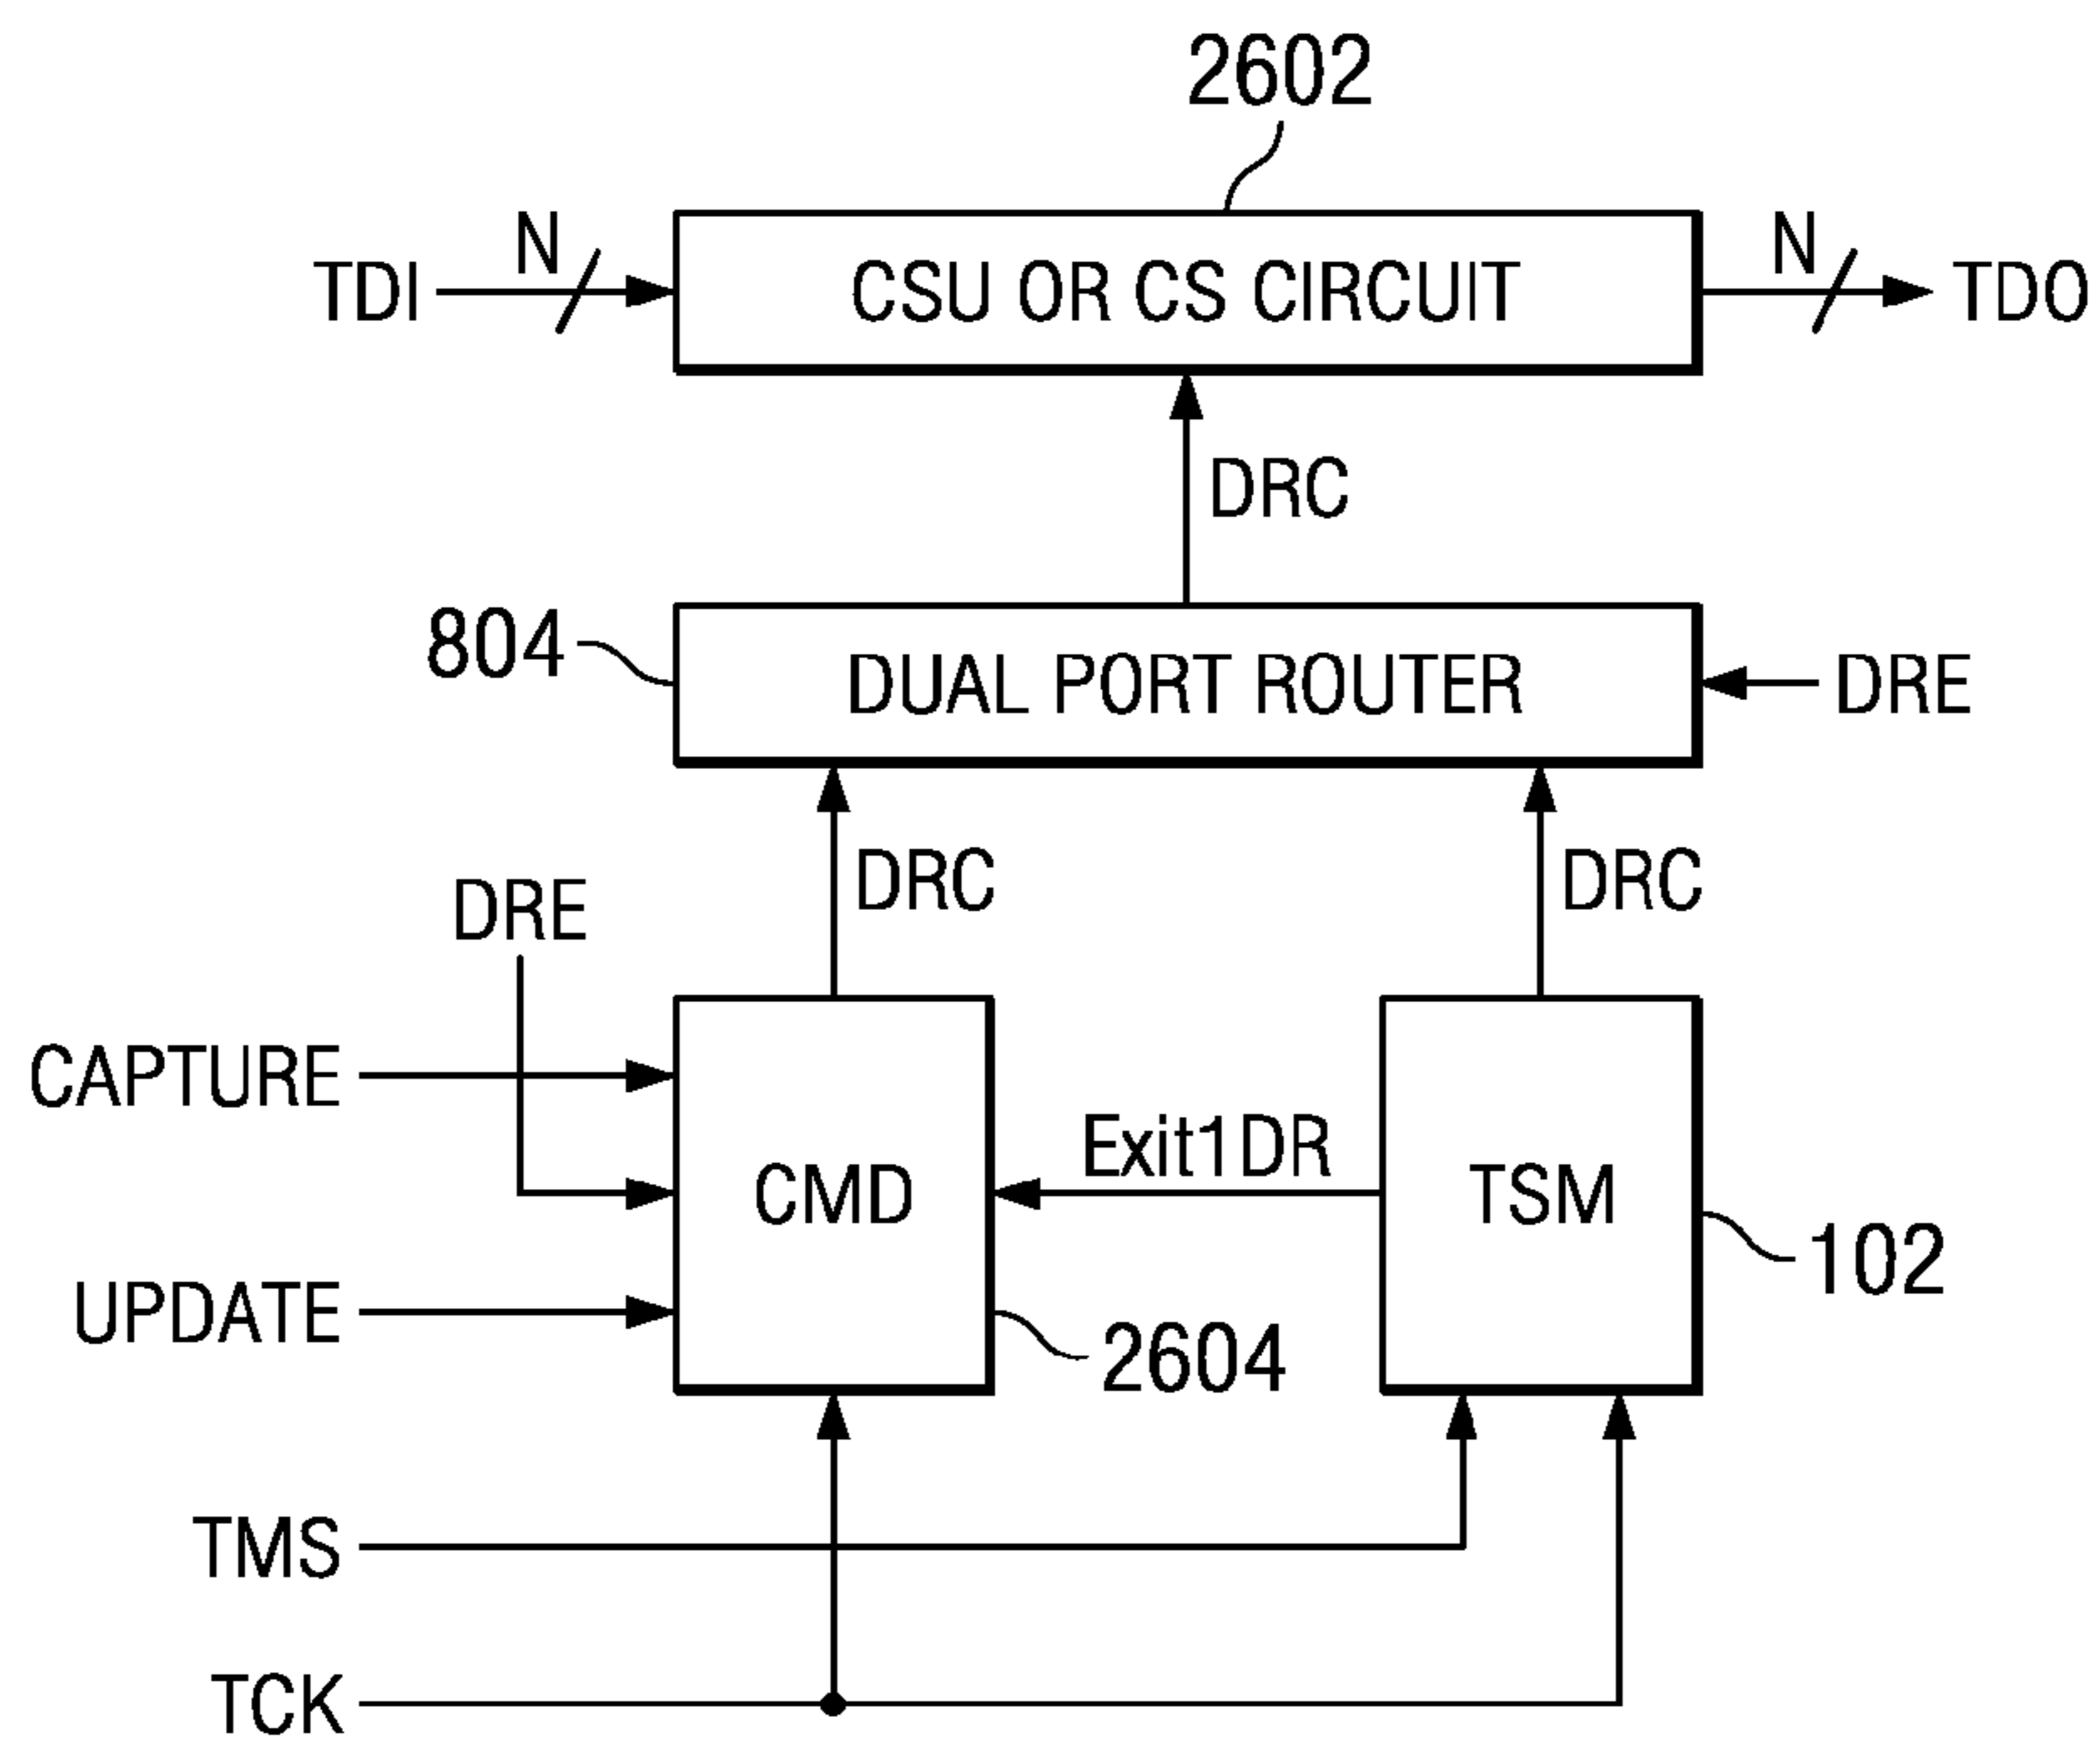 2602
N
N
TDI
CSU OR CS CIRCUIT
TDO
DRC
804
DUAL PORT ROUTER
DRE
DRC
DRC
DRE
CAPTURE
Exit1DR
CMD
TSM
102
UPDATE
2604
TMS
TCK